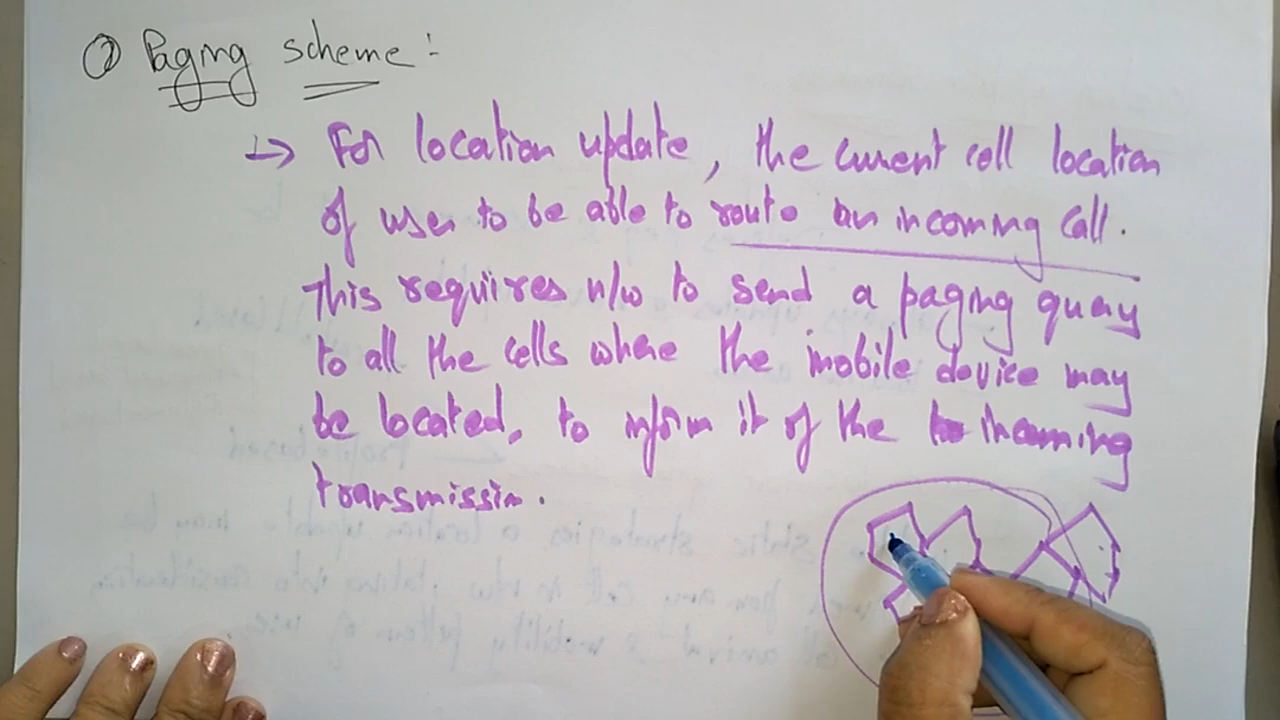 ② Paging scheme :
→ For location update, the current cell location
of user to be able to route an incoming call.
This requires n/w to send a paging quay
to all the cells where the mobile device may
be located, to inform it of the incoming
transmissin.